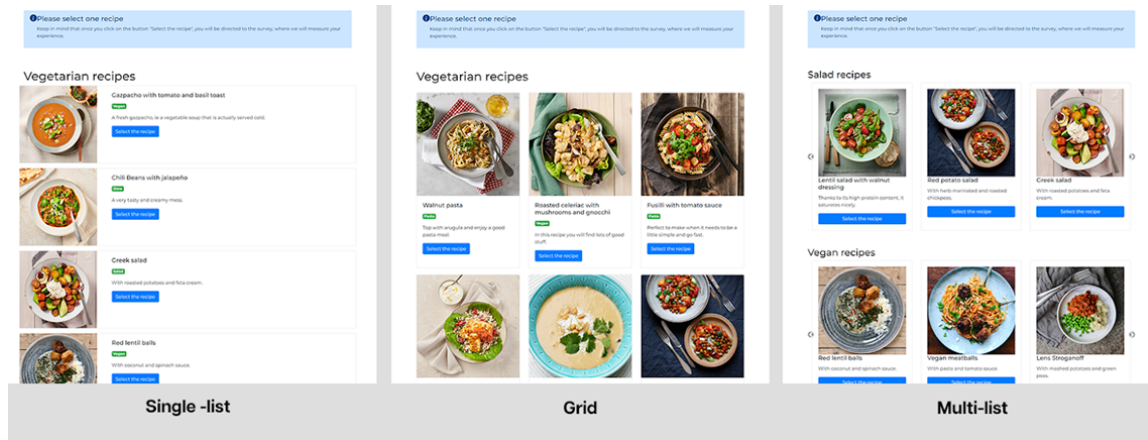 Please select one recipe
Keep in mind that once you click on the button "Select the recipe", you will be directed to the survey, where we will measure your
experience.
Vegetarian recipes
Gazpacho with tomato and basil toast
Vegan
A fresh gazpacho, ie a vegetable soup that is actually served cold.
Select the recipe
Chili Beans with jalapeño
Stew
A very tasty and creamy mess.
Select the recipe
Greek salad
Salad
With roasted potatoes and feta cream.
Select the recipe
Red lentil balls
Vegan
With coconut and spinach sauce.
Select the recipe
Single -list
Please select one recipe
Keep in mind that once you click on the button "Select the recipe", you will be directed to the survey, where we will measure your
experience.
Vegetarian recipes
Walnut pasta
Pasta
Top with arugula and enjoy a good
pasta meal.
Select the recipe
Roasted celeriac with
mushrooms and gnocchi
Vegan
In this recipe you will find lots of good
stuff.
Select the recipe
Fusilli with tomato sauce
Pasta
Perfect to make when it needs to be a
little simple and go fast.
Select the recipe
Grid
Please select one recipe
Keep in mind that once you click on the button "Select the recipe", you will be directed to the survey, where we will measure your
experience.
Salad recipes
Lentil salad with walnut
dressing
Thanks to its high protein content, it
saturates nicely.
Select the recipe
Red potato salad
With herb marinated and roasted
chickpeas.
Select the recipe
Greek salad
With roasted potatoes and feta
cream.
Select the recipe
Vegan recipes
Red lentil balls
With coconut and spinach sauce.
Select the recipe
Vegan meatballs
With pasta and tomato sauce.
Select the recipe
Lens Stroganoff
With mashed potatoes and green
peas.
Select the recipe
Multi-list